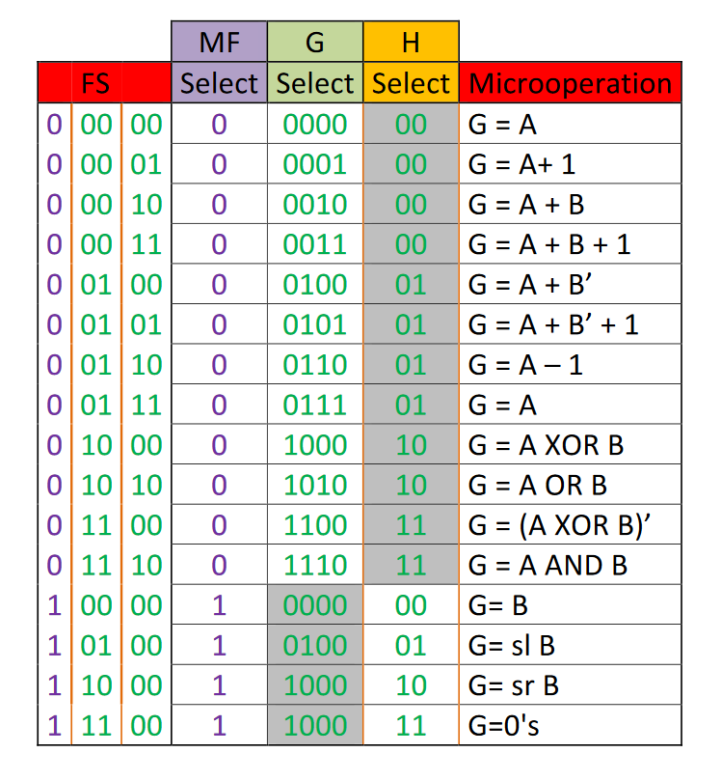 MF G H
FS Select Select Select Microoperation
0 00 00 0 0000 00 G = A
0 00 01 0 0001 00 G = A+ 1
0 00 10 0 0010 00 G = A + B
0 00 11 0 0011 00 G = A + B + 1
0 01 00 0 0100 01 G = A + B’
0 01 01 0 0101 01 G = A + B’ + 1
0 01 10 0 0110 01 G = A – 1
0 01 11 0 0111 01 G = A
0 10 00 0 1000 10 G = A XOR B
0 10 10 0 1010 10 G = A OR B
0 11 00 0 1100 11 G = (A XOR B)’
0 11 10 0 1110 11 G = A AND B
1 00 00 1 0000 00 G= B
1 01 00 1 0100 01 G= sl B
1 10 00 1 1000 10 G= sr B
1 11 00 1 1000 11 G=0's